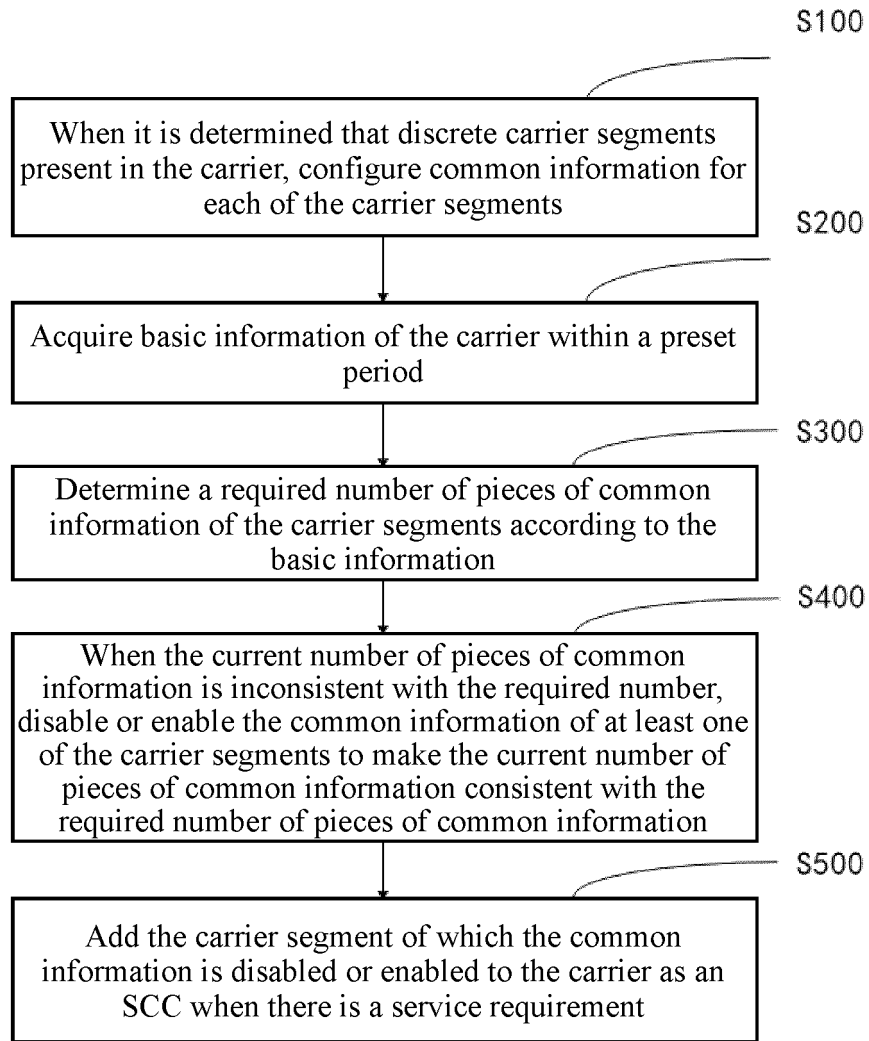 S100
When it is determined that discrete carrier segments
present in the carrier, configure common information for
each of the carrier segments
S200
Acquire basic information of the carrier within a preset
period
S300
Determine a required number of pieces of common
information of the carrier segments according to the
basic information
S400
When the current number of pieces of common
information is inconsistent with the required number,
disable or enable the common information of at least one
of the carrier segments to make the current number of
pieces of common information consistent with the
required number of pieces of common information
S500
Add the carrier segment of which the common
information is disabled or enabled to the carrier as an
SCC when there is a service requirement